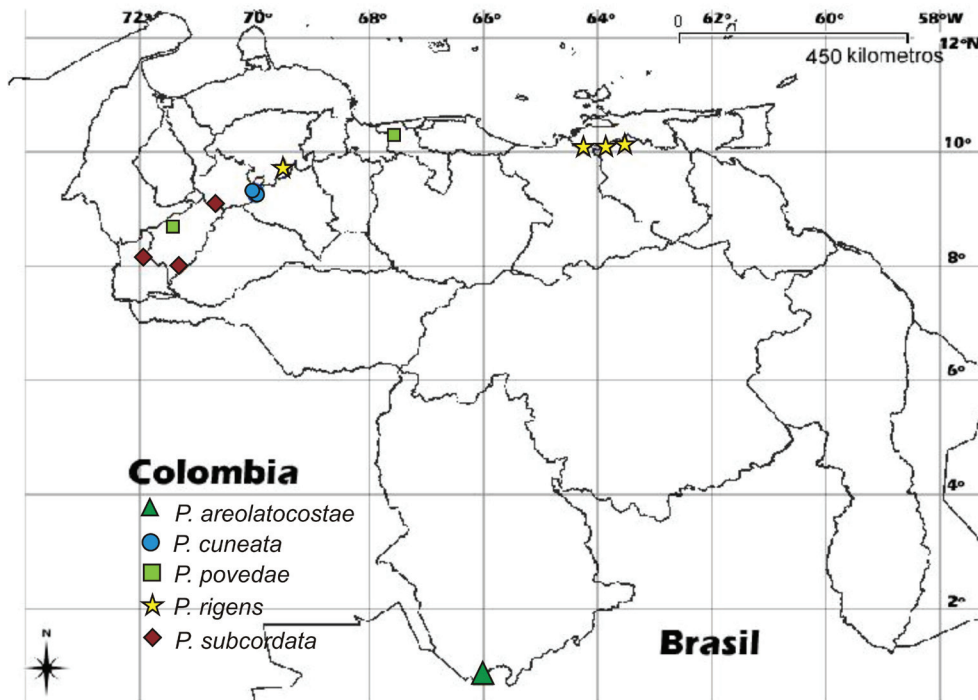 72° 70° 68° 66° 64° 62° 60° 58°W
0
12°N
450 kilometros
10°
8°
6°
4°
Colombia
P. areolatocostae
P. cuneata
P. povedae
P. rigens
P. subcordata
2°
Brasil
N